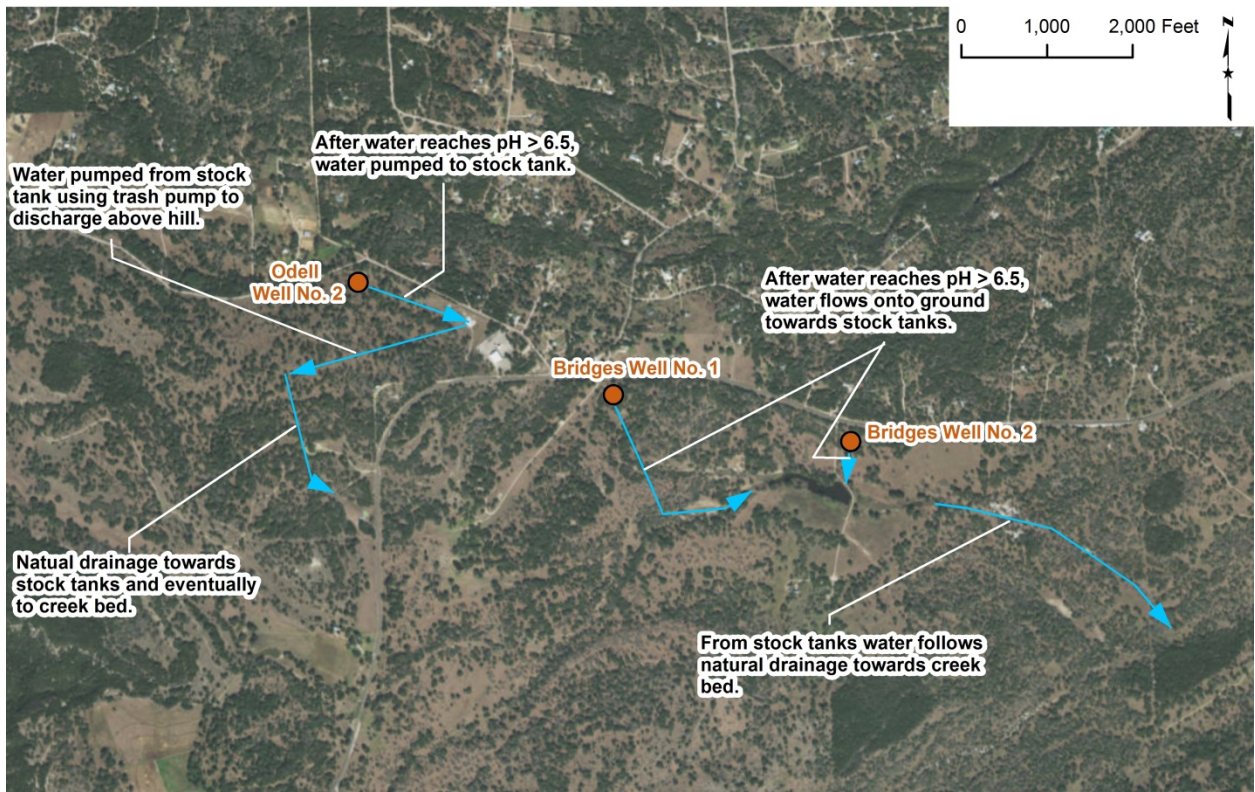 0 1,000 2,000 Feet
N
After water reaches pH > 6.5,
water pumped to stock tank.
Water pumped from stock
tank using trash pump to
discharge above hill.
Odell
Well No. 2
After water reaches pH > 6.5,
water flows onto ground
towards stock tanks.
Bridges Well No. 1
Bridges Well No. 2
Natual drainage towards
stock tanks and eventually
to creek bed.
From stock tanks water follows
natural drainage towards creek
bed.